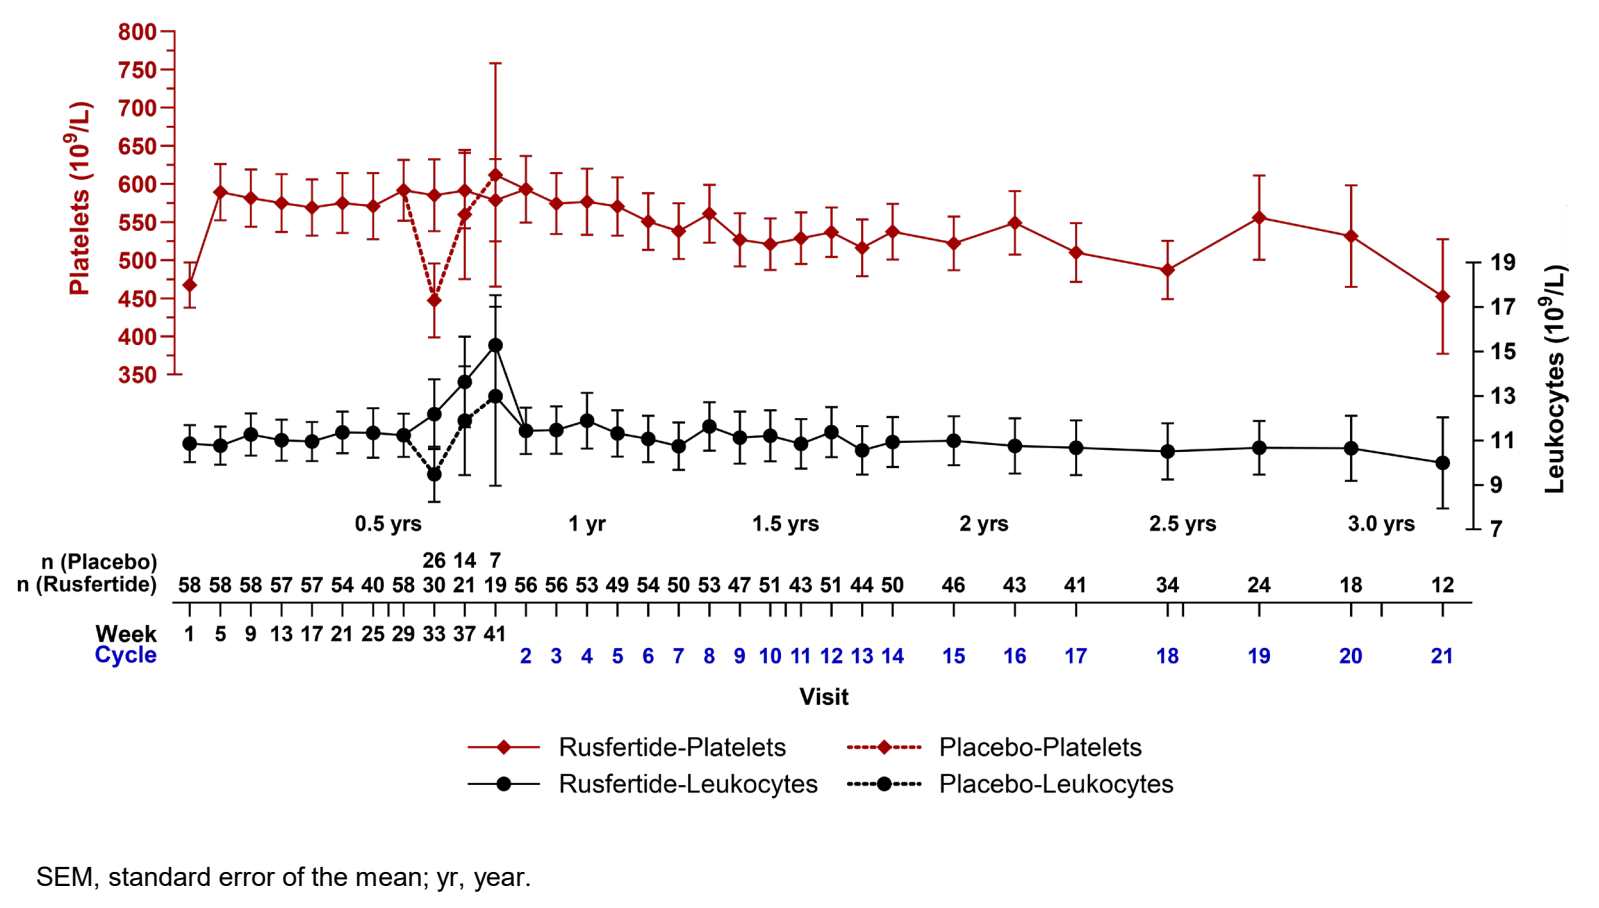 800
750
700
650
600
550
500
450
400
350
Platelets (10⁹/L)
19
17
15
13
11
9
7
Leukocytes (10⁹/L)
0.5 yrs 1 yr 1.5 yrs 2 yrs 2.5 yrs 3.0 yrs
n (Placebo) 26 14 7
n (Rusfertide) 58 58 58 57 57 54 40 58 30 21 19 56 56 53 49 54 50 53 47 51 43 51 44 50 46 43 41 34 24 18 12
Week 1 5 9 13 17 21 25 29 33 37 41
Cycle 2 3 4 5 6 7 8 9 10 11 12 13 14 15 16 17 18 19 20 21
Visit
Rusfertide-Platelets Placebo-Platelets
Rusfertide-Leukocytes Placebo-Leukocytes
SEM, standard error of the mean; yr, year.